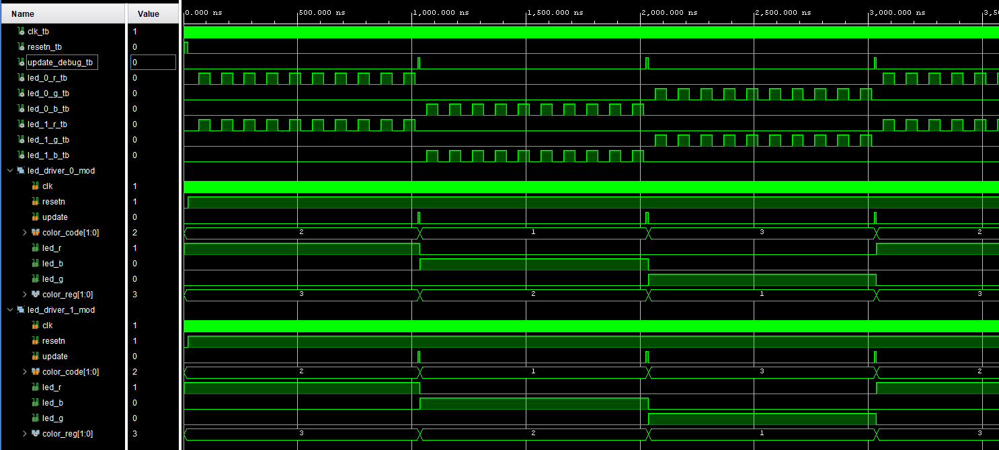 Name Value 0.000 ns 500.000 ns 1,000.000 ns 1,500.000 ns 2,000.000 ns 2,500.000 ns 3,000.000 ns 3,5
clk_tb 1
resetn_tb 0
update_debug_tb 0
led_0_r_tb 0
led_0_g_tb 0
led_0_b_tb 0
led_1_r_tb 0
led_1_g_tb 0
led_1_b_tb 0
led_driver_0_mod
clk 1
resetn 1
update 0
color_code[1:0] 2 2 1 3 2
led_r 1
led_b 0
led_g 0
color_reg[1:0] 3 3 2 1 3
led_driver_1_mod
clk 1
resetn 1
update 0
color_code[1:0] 2 2 1 3 2
led_r 1
led_b 0
led_g 0
color_reg[1:0] 3 3 2 1 3